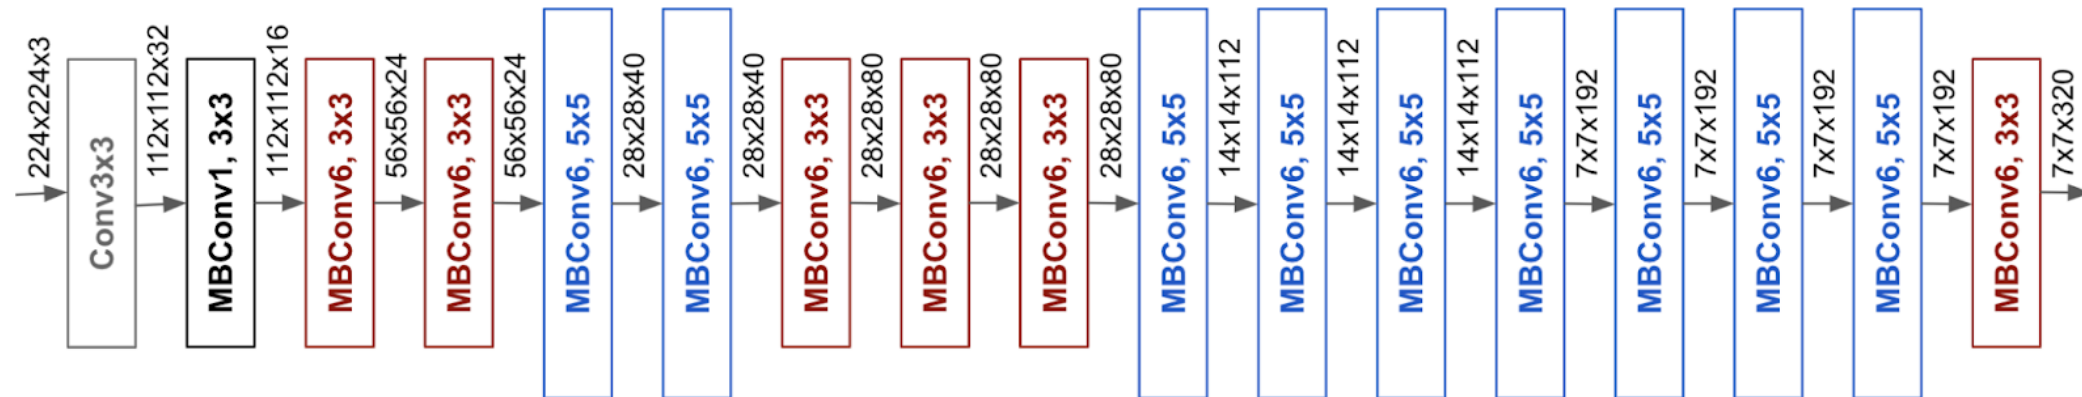 224x224x3
Conv3x3
112x112x32
MBConv1, 3x3
112x112x16
MBConv6, 3x3
56x56x24
MBConv6, 3x3
56x56x24
MBConv6, 5x5
28x28x40
MBConv6, 5x5
28x28x40
MBConv6, 3x3
28x28x80
MBConv6, 3x3
28x28x80
MBConv6, 3x3
28x28x80
MBConv6, 5x5
14x14x112
MBConv6, 5x5
14x14x112
MBConv6, 5x5
14x14x112
MBConv6, 5x5
7x7x192
MBConv6, 5x5
7x7x192
MBConv6, 5x5
7x7x192
MBConv6, 5x5
7x7x192
MBConv6, 3x3
7x7x320